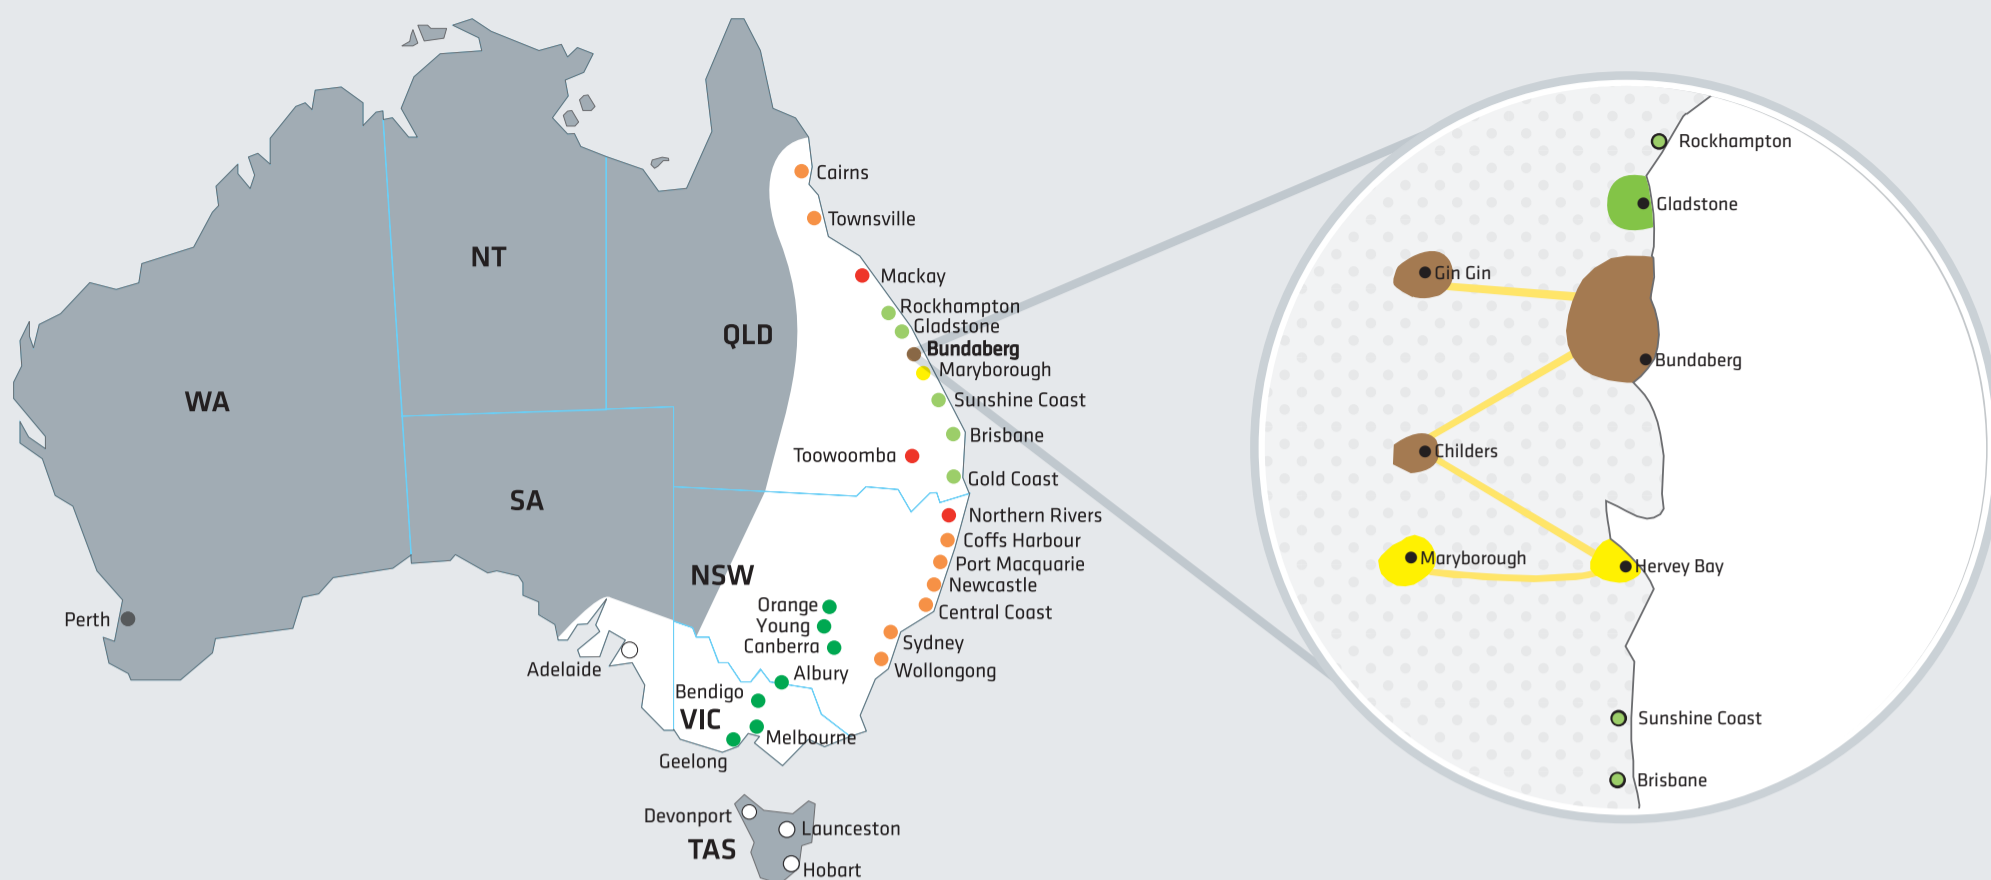 Cairns
Townsville
NT
Mackay
Rockhampton
Gladstone
QLD
Bundaberg
Maryborough
WA
Sunshine Coast
Brisbane
Toowoomba
Gold Coast
SA
Northern Rivers
Coffs Harbour
Port Macquarie
NSW
Newcastle
Orange
Central Coast
Perth
Young
Canberra
Sydney
Adelaide
Wollongong
Albury
Bendigo
VIC
Melbourne
Geelong
Devonport
Launceston
TAS
Hobart
Rockhampton
Gladstone
Gin Gin
Bundaberg
Childers
Maryborough
Hervey Bay
Sunshine Coast
Brisbane